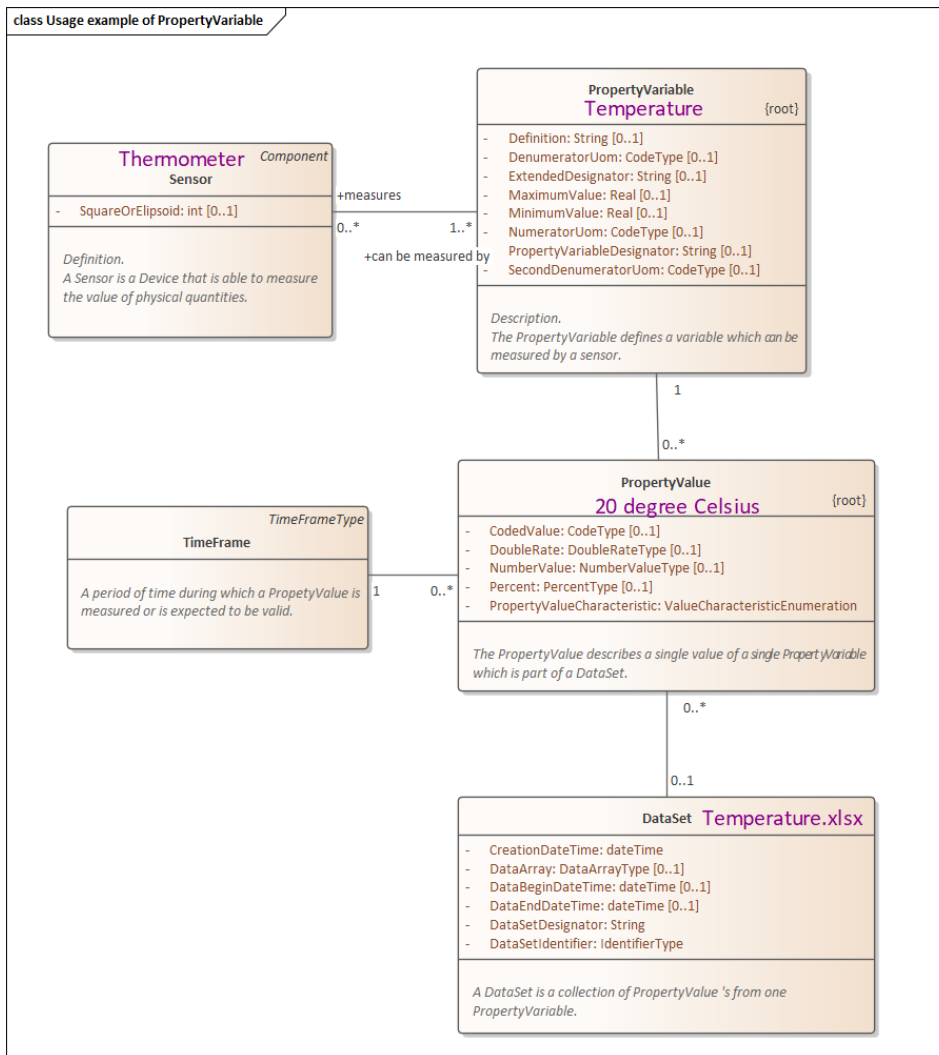 class Usage example of PropertyVariable
PropertyVariable
Temperature
{root}
- Definition: String [0..1]
- DenumeratorUom: CodeType [0..1]
- ExtendedDesignator: String [0..1]
- MaximumValue: Real [0..1]
- MinimumValue: Real [0..1]
- NumeratorUom: CodeType [0..1]
- PropertyVariableDesignator: String [0..1]
- SecondDenumeratorUom: CodeType [0..1]
Description.
The PropertyVariable defines a variable which can be
measured by a sensor.
Component
Thermometer
Sensor
- SquareOrElipsoid: int [0..1]
Definition.
A Sensor is a Device that is able to measure
the value of physical quantities.
+measures
0..*
1..*
+can be measured by
1
0..*
PropertyValue
20 degree Celsius
{root}
- CodedValue: CodeType [0..1]
- DoubleRate: DoubleRateType [0..1]
- NumberValue: NumberValueType [0..1]
- Percent: PercentType [0..1]
- PropertyValueCharacteristic: ValueCharacteristicEnumeration
The PropertyValue describes a single value of a single PropertyVariable
which is part of a DataSet.
TimeFrameType
TimeFrame
A period of time during which a PropetyValue is
measured or is expected to be valid.
1
0..*
0..*
0..1
DataSet Temperature.xlsx
- CreationDateTime: dateTime
- DataArray: DataArrayType [0..1]
- DataBeginDateTime: dateTime [0..1]
- DataEndDateTime: dateTime [0..1]
- DataSetDesignator: String
- DataSetIdentifier: IdentifierType
A DataSet is a collection of PropertyValue 's from one
PropertyVariable.